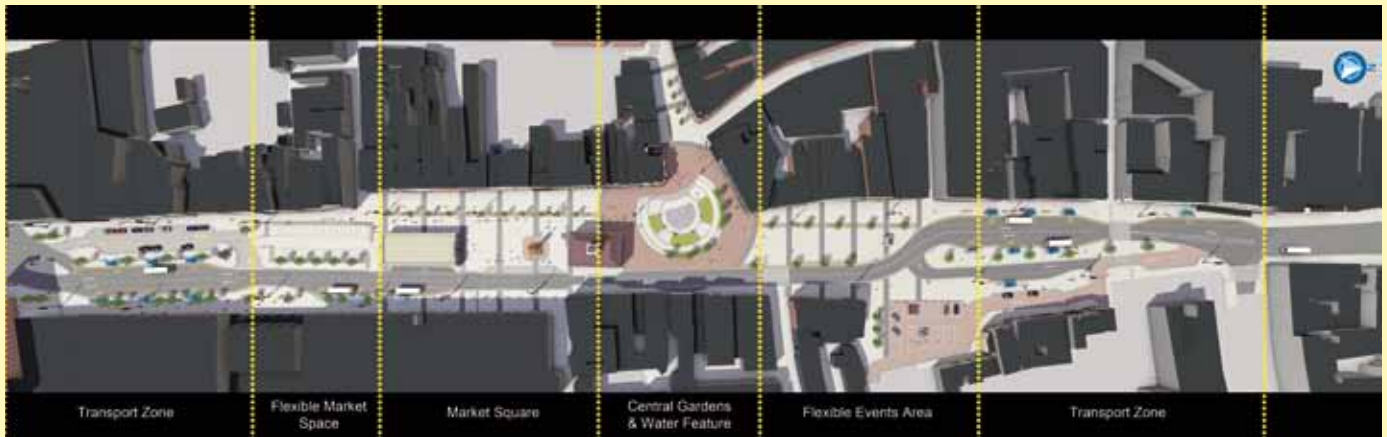 Transport Zone
Flexible Market
Space
Market Square
Central Gardens
& Water Feature
Flexible Events Area
Transport Zone